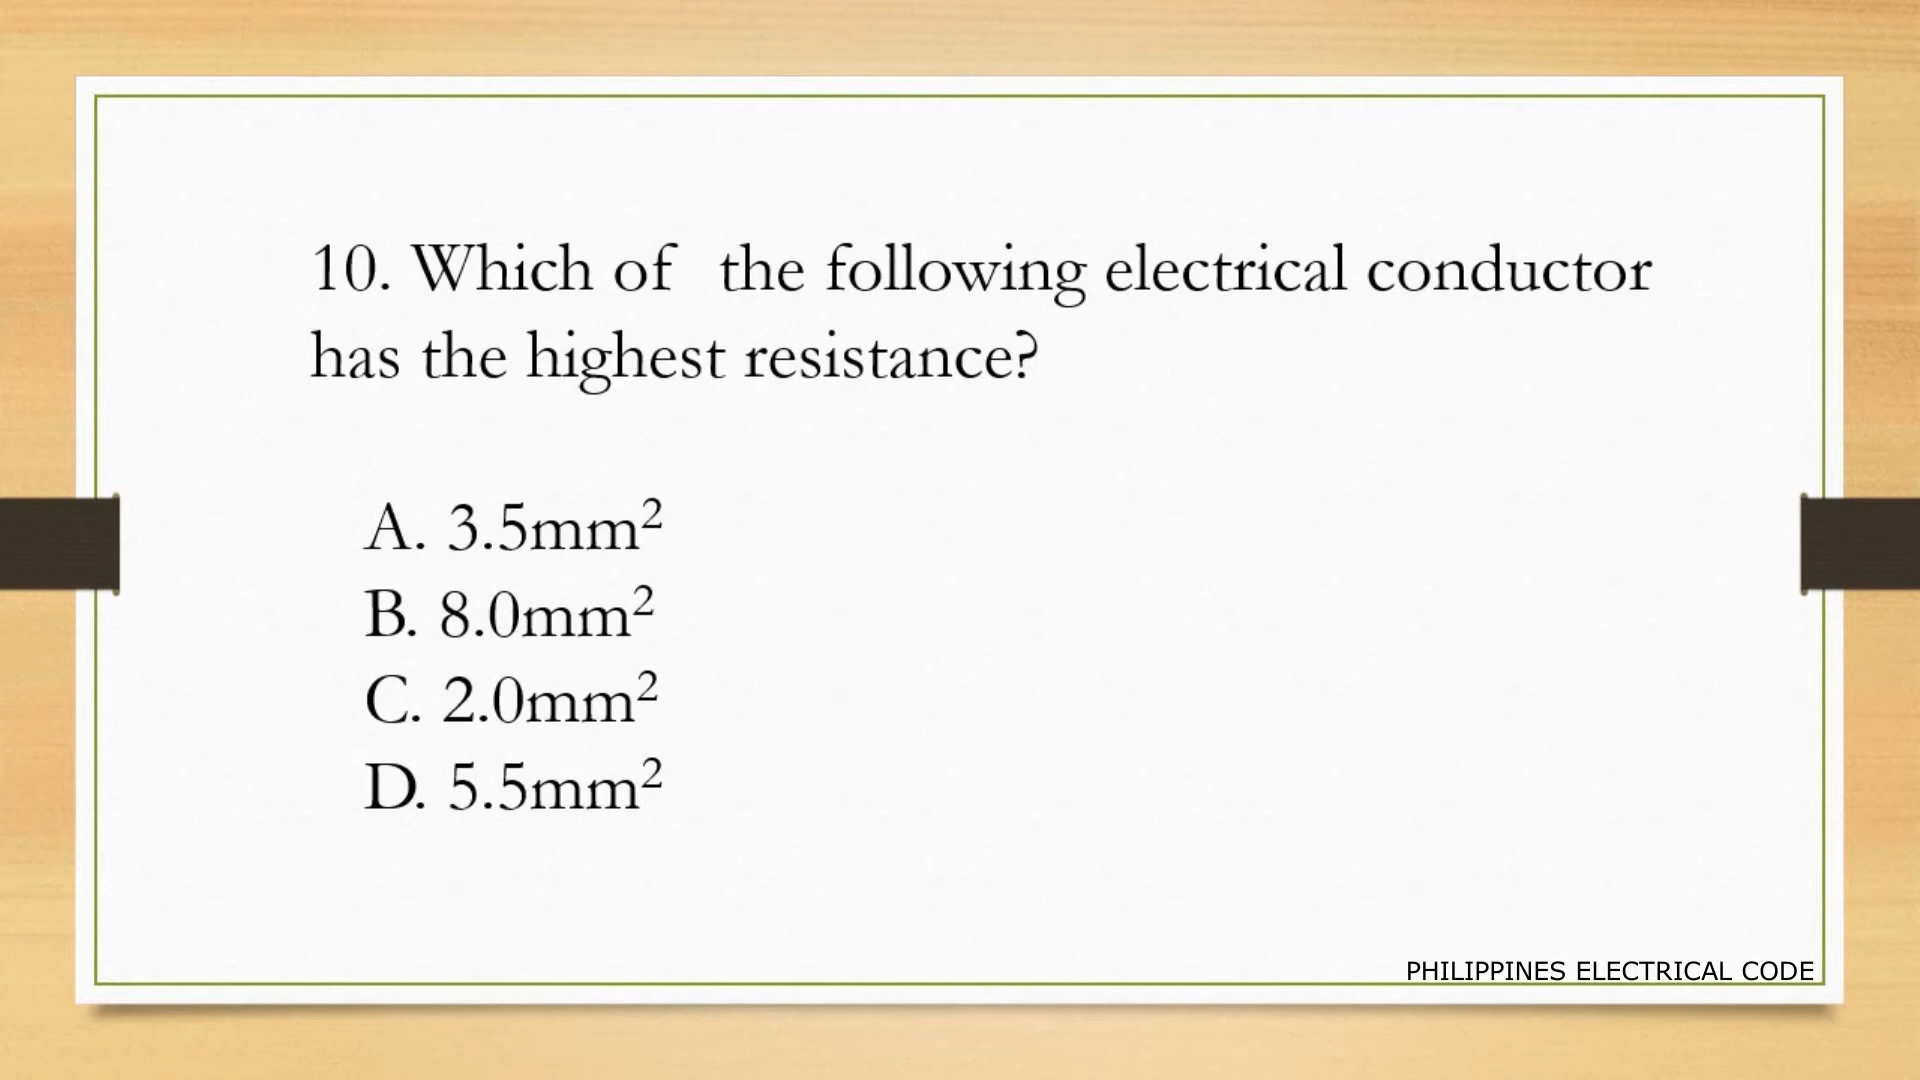 10. Which of the following electrical conductor
has the highest resistance?
A. 3.5mm²
B. 8.0mm²
C. 2.0mm²
D. 5.5mm²
PHILIPPINES ELECTRICAL CODE